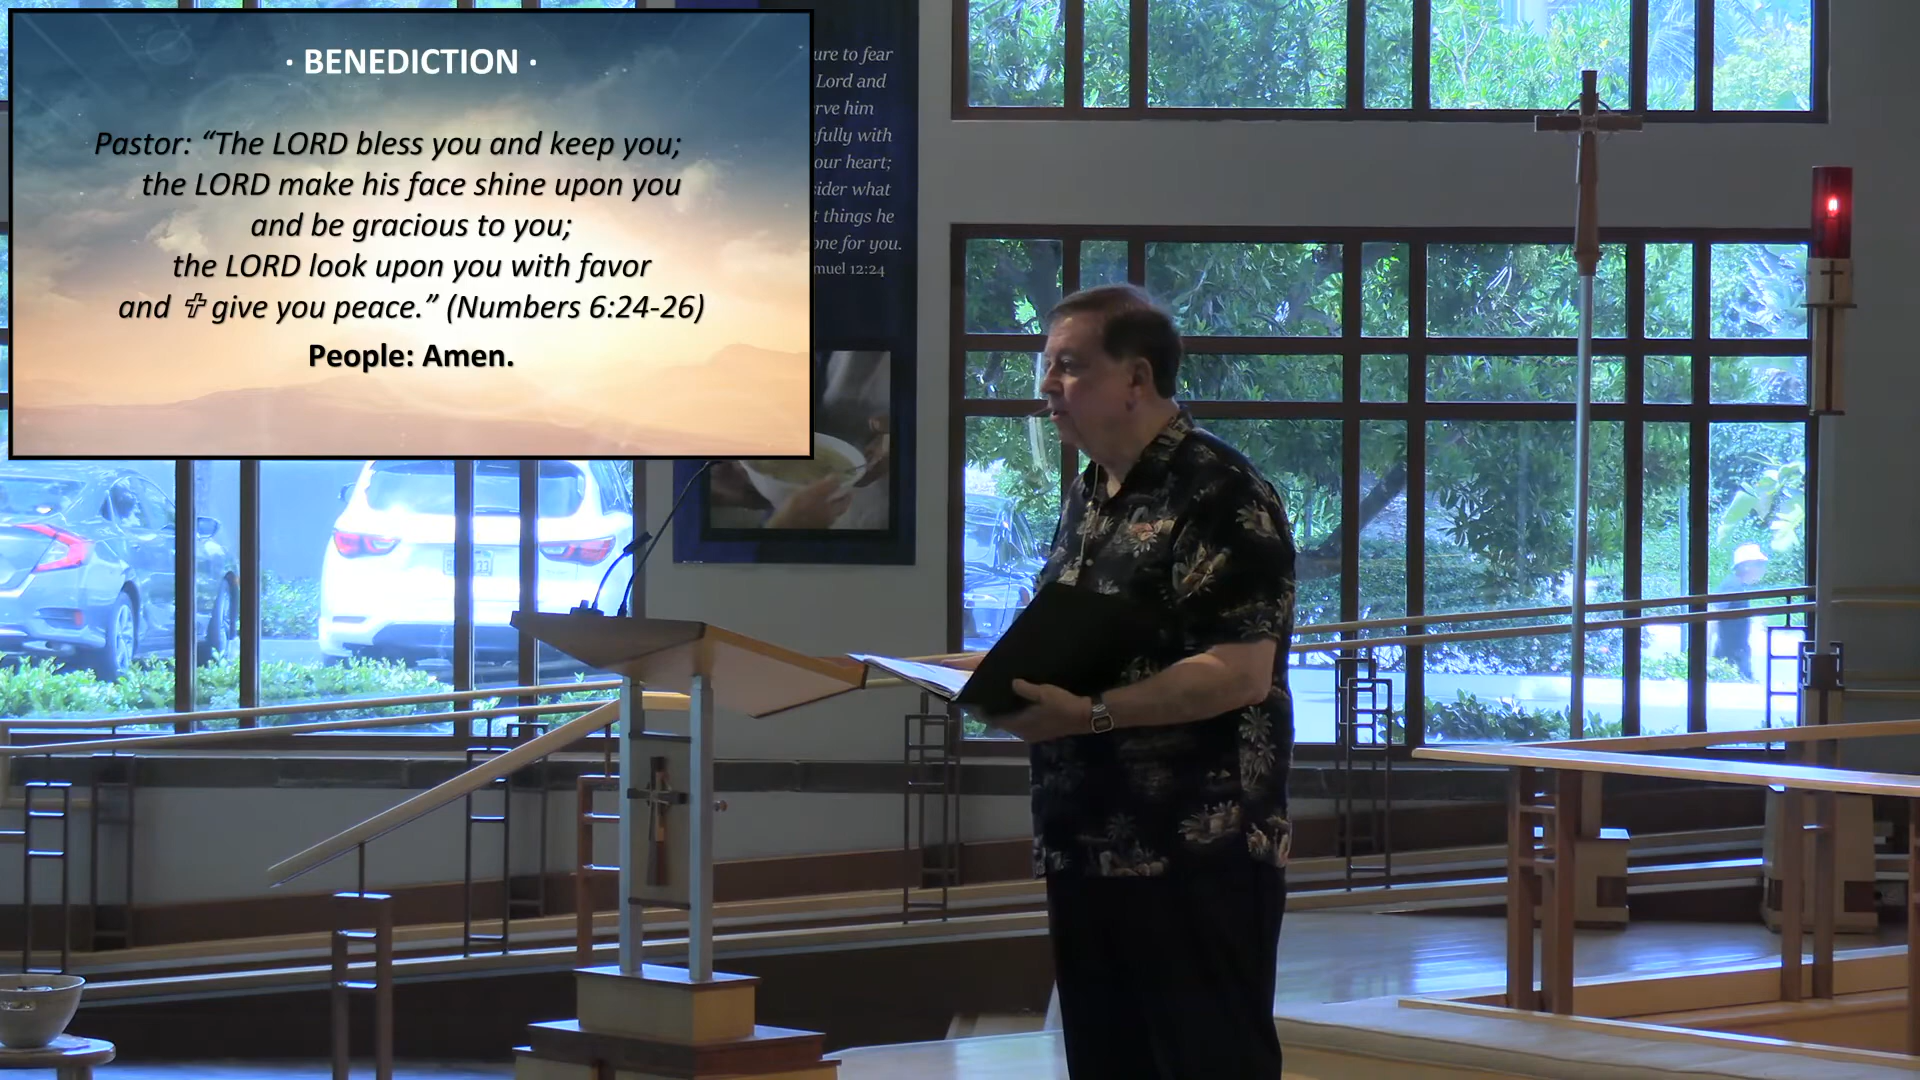 · BENEDICTION ·
Pastor: “The LORD bless you and keep you;
the LORD make his face shine upon you
and be gracious to you;
the LORD look upon you with favor
and ✞ give you peace.” (Numbers 6:24-26)
People: Amen.
ure to fear
Lord and
rve him
fully with
our heart;
sider what
t things he
one for you.
muel 12:24